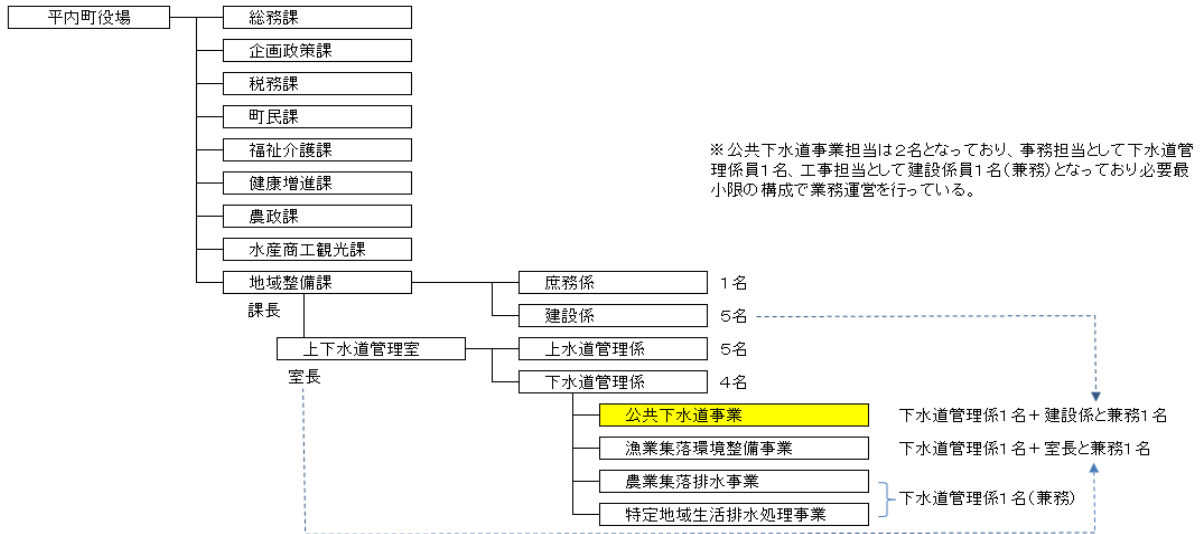 平内町役場
総務課
企画政策課
税務課
町民課
福祉介護課
健康増進課
農政課
水産商工観光課
地域整備課
課長
庶務係 1名
建設係 5名
上下水道管理室
室長
上水道管理係 5名
下水道管理係 4名
公共下水道事業 下水道管理係1名+建設係と兼務1名
漁業集落環境整備事業 下水道管理係1名+室長と兼務1名
農業集落排水事業
下水道管理係1名(兼務)
特定地域生活排水処理事業
※公共下水道事業担当は2名となっており、事務担当として下水道管
理係員1名、工事担当として建設係員1名(兼務)となっており必要最
小限の構成で業務運営を行っている。